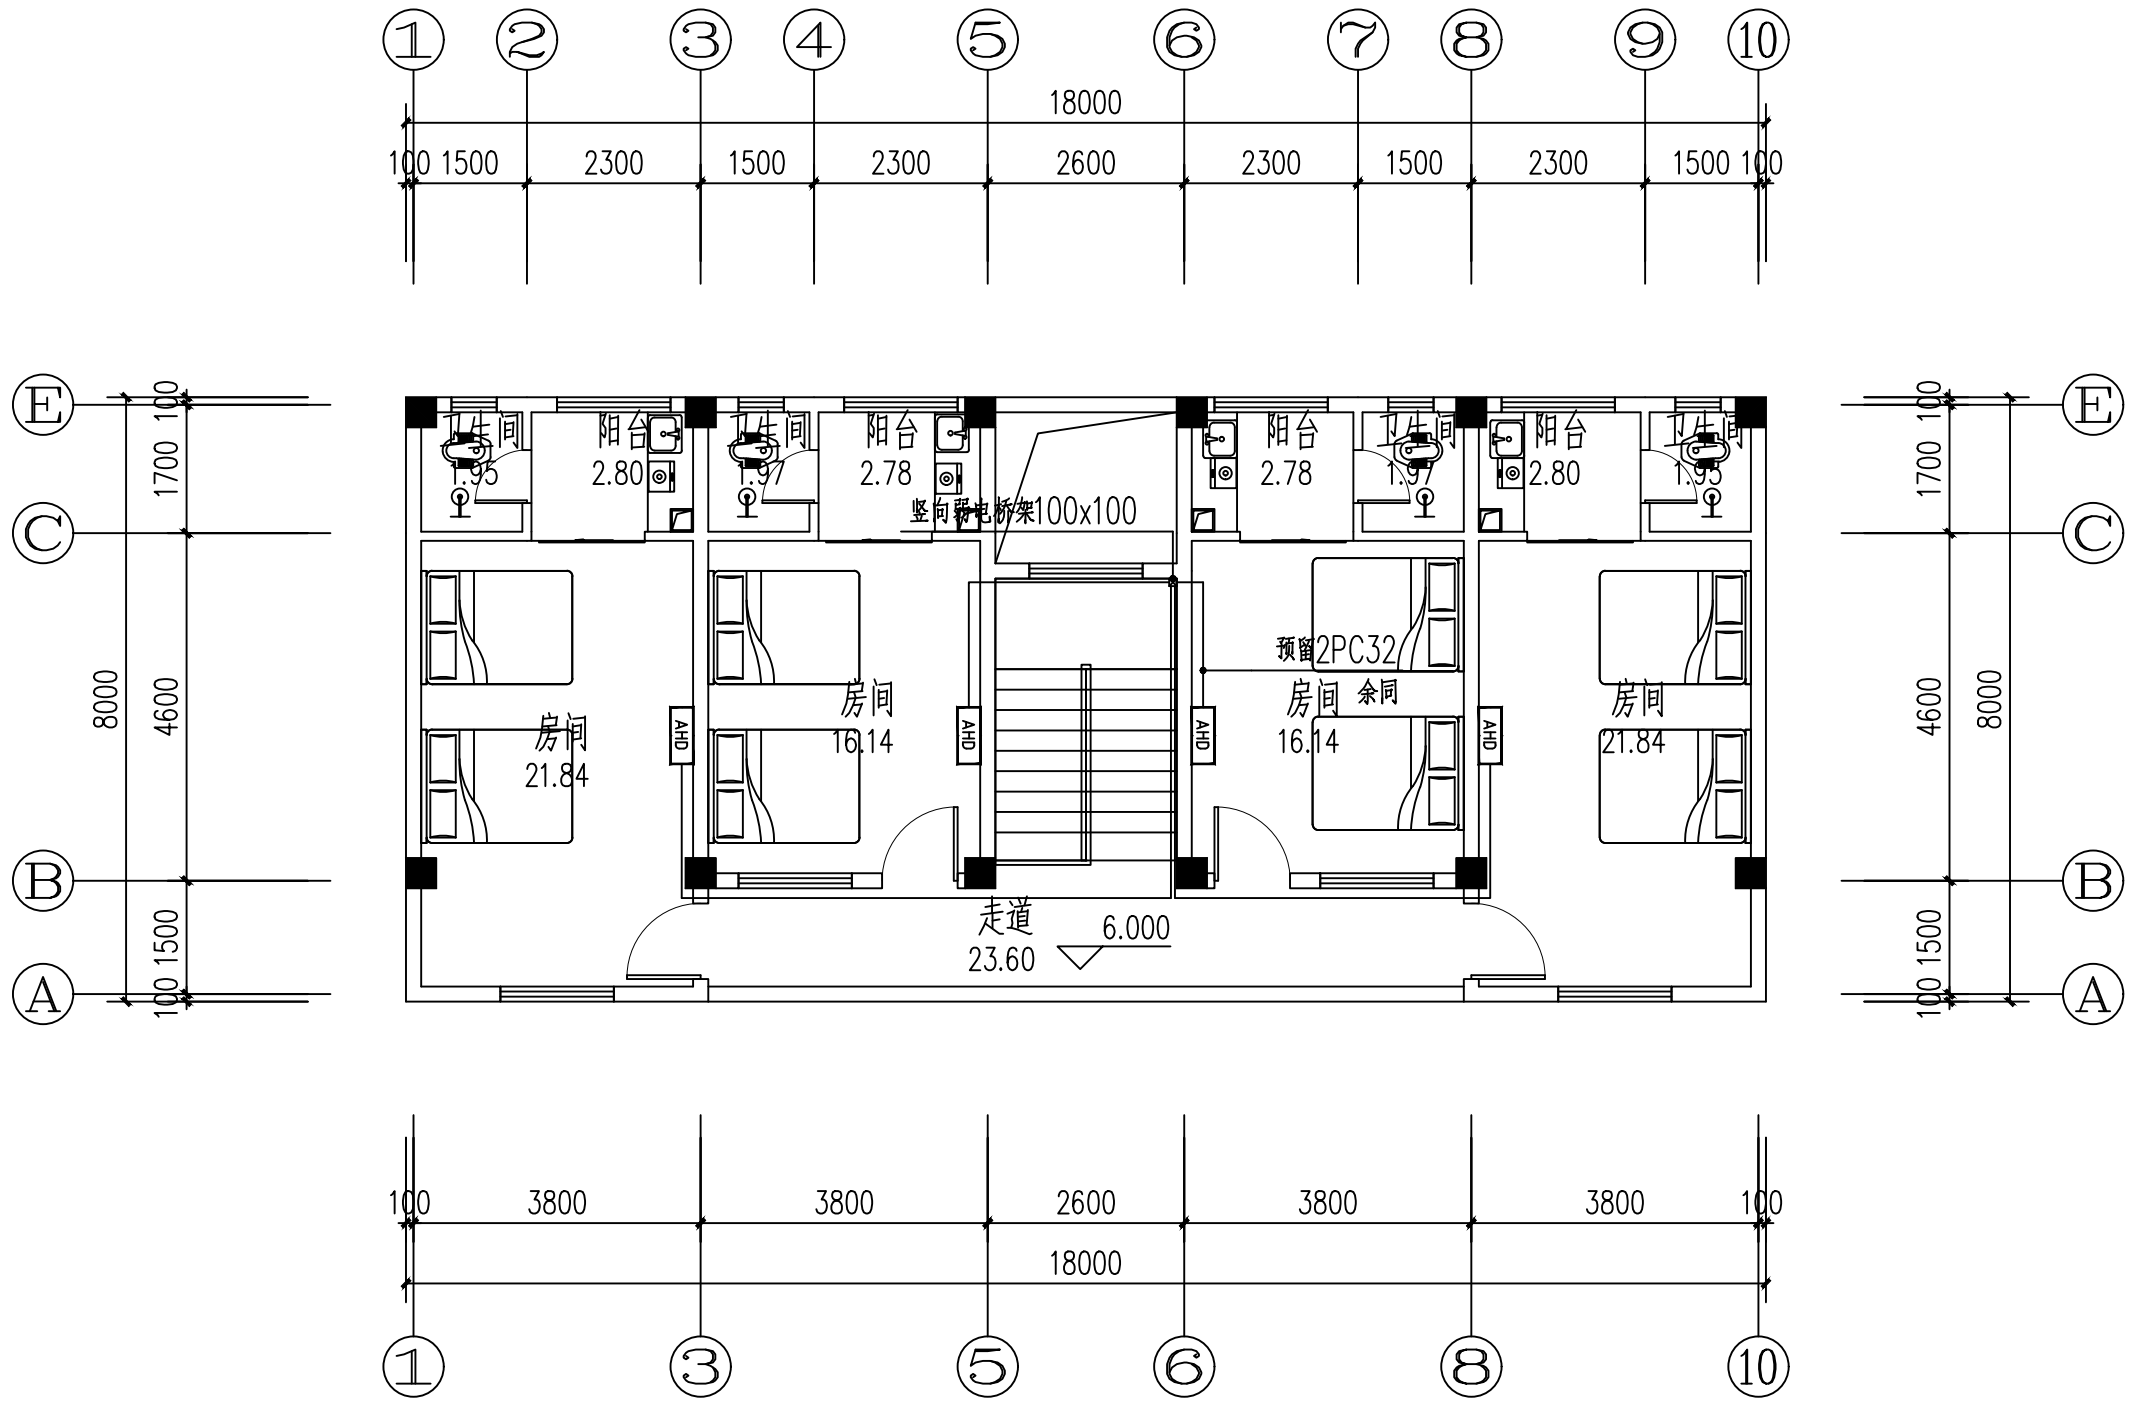 1 2 3 4 5 6 7 8 9 10
18000
100 1500 2300 1500 2300 2600 2300 1500 2300 1500 100
E E
100 1700 4600 1500 100
8000
100 1700 4600 1500 100
8000
卫生间 阳台 卫生间 阳台 阳台 卫生间 阳台 卫生间
1.95 2.80 1.97 2.78 2.78 1.97 2.80 1.95
竖向弱电桥架100x100
C C
预留2PC32
房间 房间 余同 房间
房间
AHD AHD AHD AHD
16.14 16.14 21.84
21.84
B B
走道 6.000
23.60
A A
100 3800 3800 2600 3800 3800 100
18000
1 3 5 6 8 10